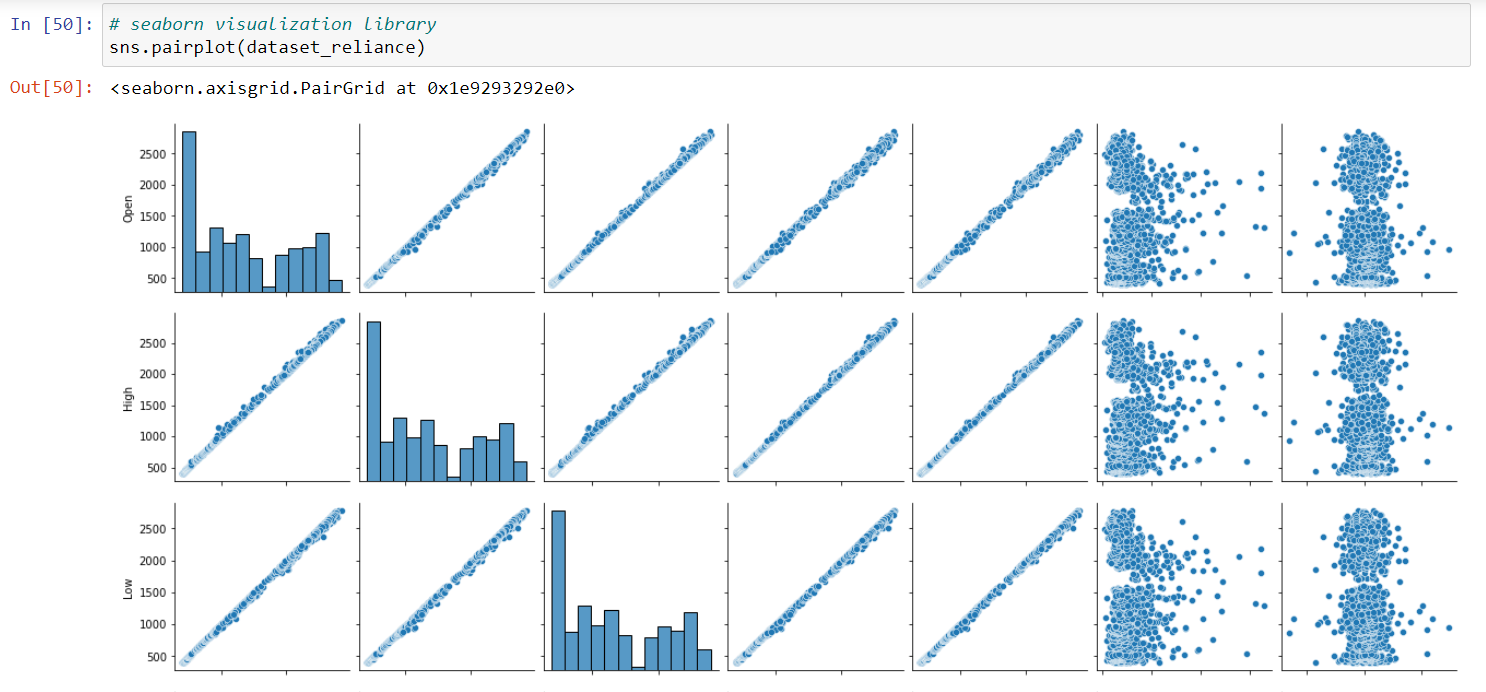 In [50]: # seaborn visualization library
sns.pairplot(dataset_reliance)
Out[50]: <seaborn.axisgrid.PairGrid at 0x1e9293292e0>
2500
2000
1500
1000
500
Open
2500
2000
1500
1000
500
High
2500
2000
1500
1000
500
Low